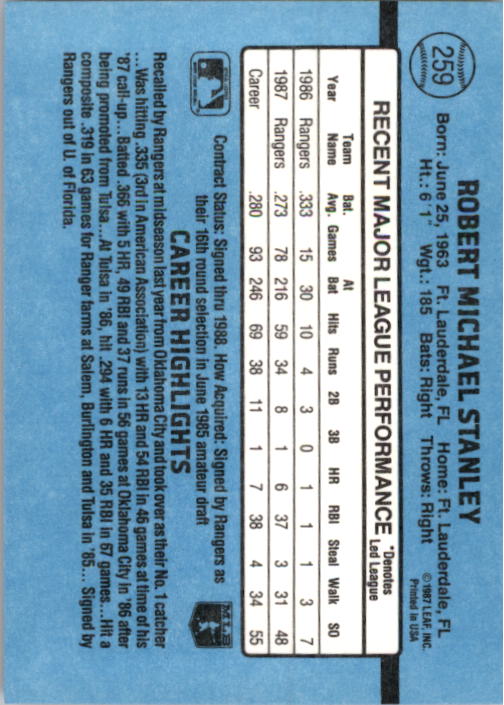 259
ROBERT MICHAEL STANLEY
Born: June 25, 1963 Ft. Lauderdale, FL Home: Ft. Lauderdale, FL
Ht.: 6'1" Wgt.: 185 Bats: Right Throws: Right
© 1987 LEAF, INC.
Printed in USA
RECENT MAJOR LEAGUE PERFORMANCE *Denotes Led League
Year Team Name Bat. Avg. Games At Bat Hits Runs 2B 3B HR RBI Steal Walk SO
1986 Rangers .333 15 30 10 4 3 0 1 1 1 3 7
1987 Rangers .273 78 216 59 34 8 1 6 37 3 31 48
Career .280 93 246 69 38 11 1 7 38 4 34 55
Contract Status: Signed thru 1988. How Acquired: Signed by Rangers as
their 16th round selection in June 1985 amateur draft
MLB
CAREER HIGHLIGHTS
Recalled by Rangers at midseason last year from Oklahoma City and took over as their No. 1 catcher
...Was hitting .335 (3rd in American Association) with 13 HR and 54 RBI in 46 games at time of his
'87 call-up...Batted .366 with 5 HR, 49 RBI and 37 runs in 56 games at Oklahoma City in '86 after
being promoted from Tulsa...At Tulsa in '86, hit .294 with 6 HR and 35 RBI in 67 games...Hit a
composite .319 in 63 games for Ranger farms at Salem, Burlington and Tulsa in '85...Signed by
Rangers out of U. of Florida.